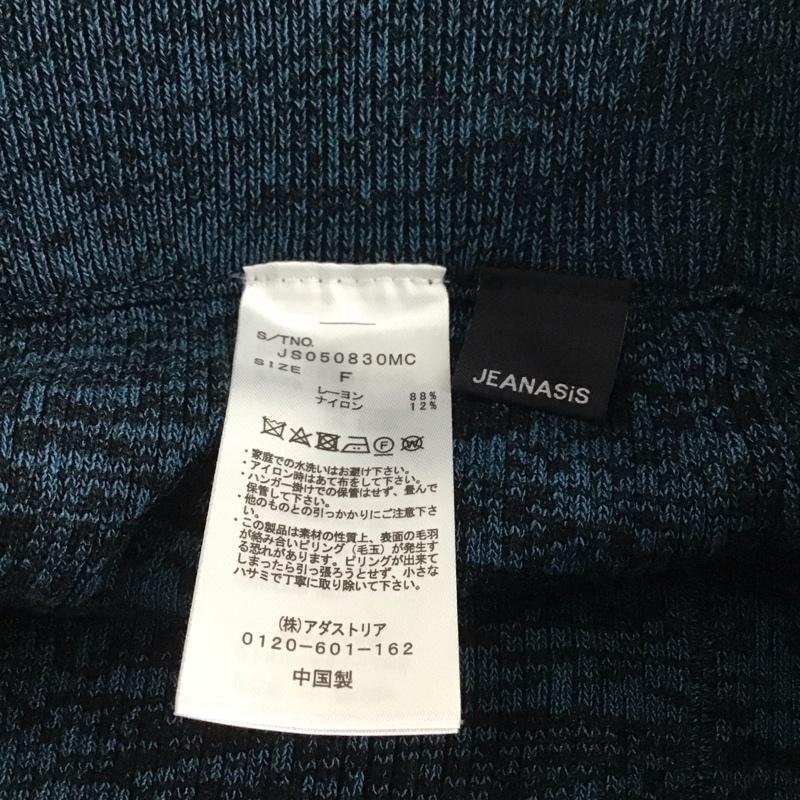 S/TNO.
JS050830MC
SIZE
F
レーヨン 88%
ナイロン 12%
F
W
・家庭での水洗いはお避け下さい。
・アイロン時はあて布をして下さい。
・ハンガー掛けでの保管はせず、畳んで
保管して下さい。
・他のものとの引っかかりにご注意下さ
い。
・この製品は素材の性質上、表面の毛羽
が絡み合いピリング（毛玉）が発生す
る恐れがあります。ピリングが出来て
しまったら引っ張ろうとせず、小さな
ハサミで丁寧に取り除いて下さい。
(株)アダストリア
0120-601-162
中国製
JEANASiS